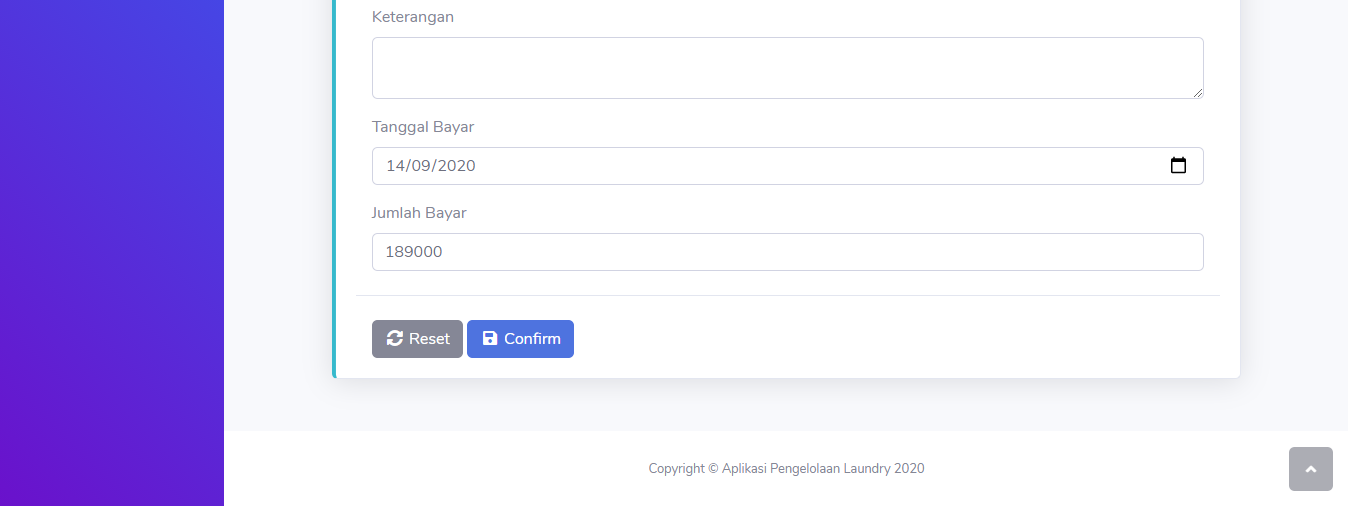 Keterangan
Tanggal Bayar
14/09/2020
Jumlah Bayar
189000
Reset Confirm
Copyright © Aplikasi Pengelolaan Laundry 2020